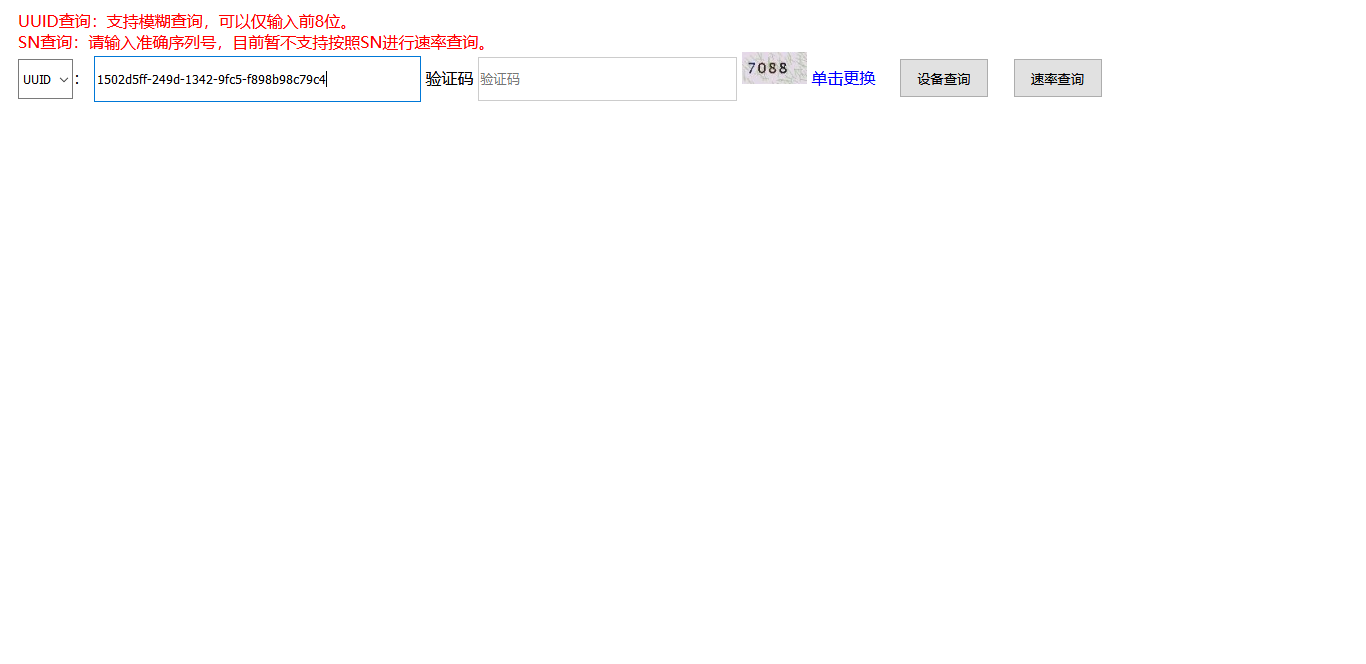 UUID查询：支持模糊查询，可以仅输入前8位。
SN查询：请输入准确序列号，目前暂不支持按照SN进行速率查询。
UUID ： 1502d5ff-249d-1342-9fc5-f898b98c79c4 验证码 验证码 7088 单击更换 设备查询 速率查询